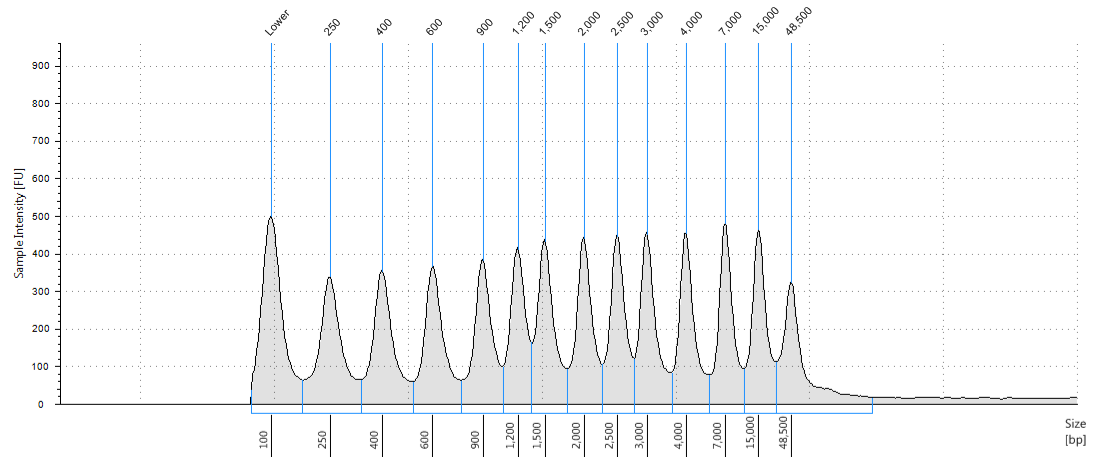 Lower 250 400 600 900 1,200 1,500 2,000 2,500 3,000 4,000 7,000 15,000 48,500
900
800
700
600
500
400
300
200
100
0
Sample Intensity [FU]
100 250 400 600 900 1,200 1,500 2,000 2,500 3,000 4,000 7,000 15,000 48,500
Size
[bp]